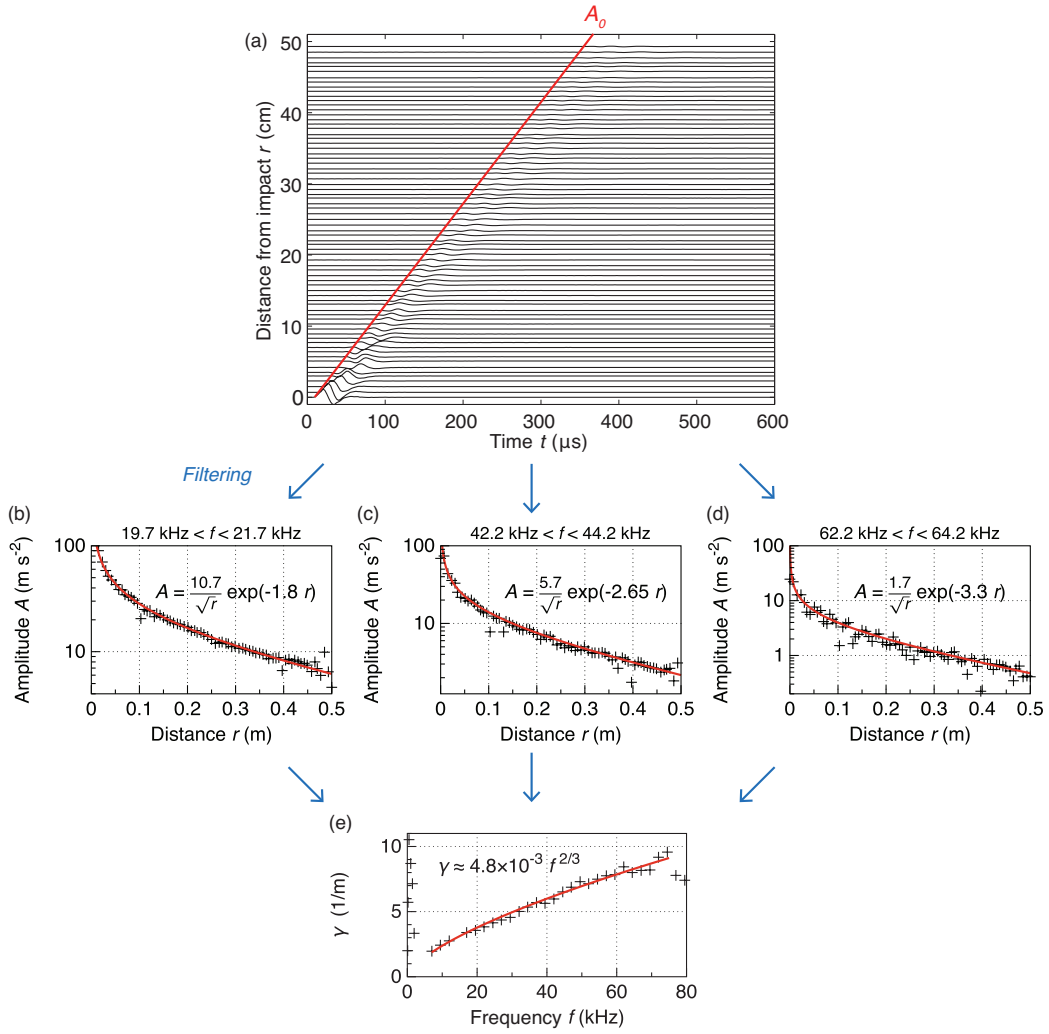 A₀
(a)
50
40
30
20
10
0
Distance from impact r (cm)
0 100 200 300 400 500 600
Time t (μs)
Filtering
(b)
19.7 kHz < f < 21.7 kHz
100
10
Amplitude A (m s⁻²)
A = 10.7/√r exp(-1.8 r)
0 0.1 0.2 0.3 0.4 0.5
Distance r (m)
(c)
42.2 kHz < f < 44.2 kHz
100
10
Amplitude A (m s⁻²)
A = 5.7/√r exp(-2.65 r)
0 0.1 0.2 0.3 0.4 0.5
Distance r (m)
(d)
62.2 kHz < f < 64.2 kHz
100
10
1
Amplitude A (m s⁻²)
A = 1.7/√r exp(-3.3 r)
0 0.1 0.2 0.3 0.4 0.5
Distance r (m)
(e)
10
5
0
γ (1/m)
γ ≈ 4.8×10⁻³ f^2/3
0 20 40 60 80
Frequency f (kHz)